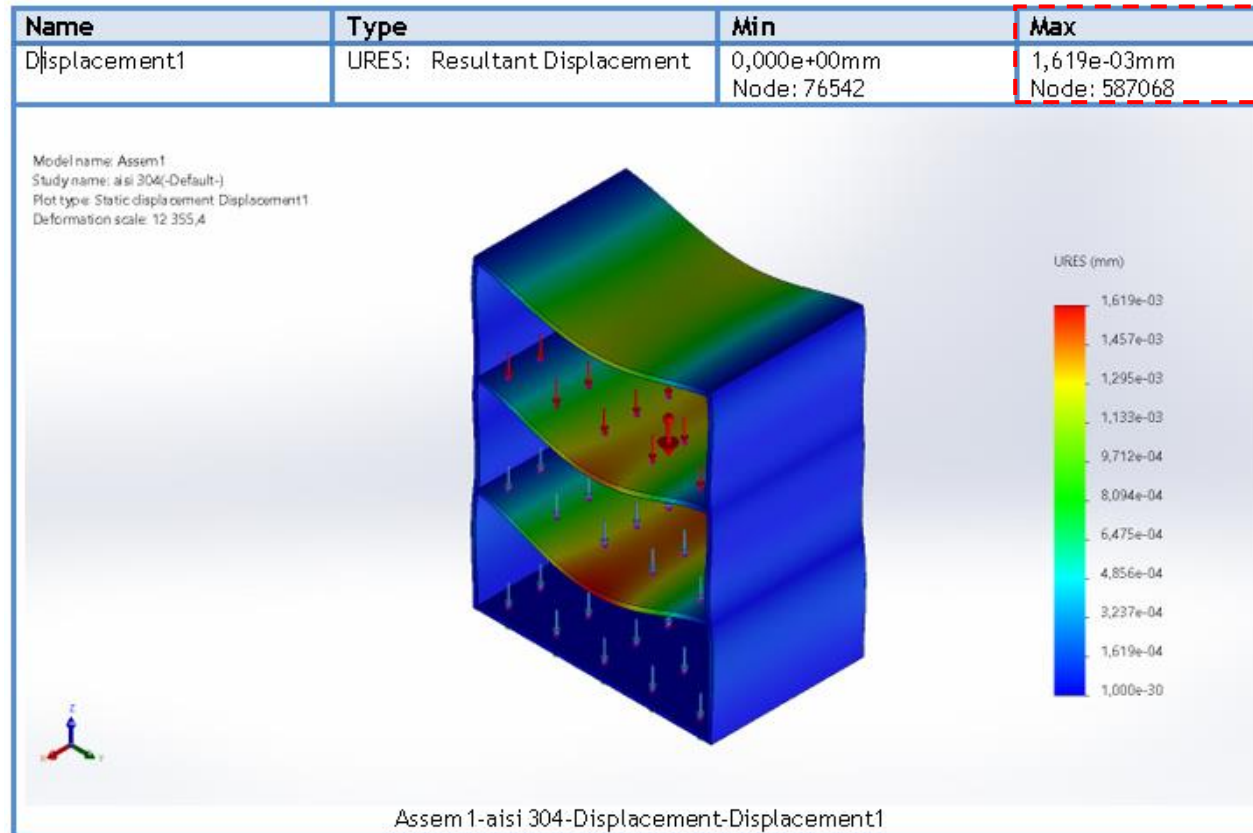 Name Type Min Max
Displacement1 URES: Resultant Displacement 0,000e+00mm 1,619e-03mm
Node: 76542 Node: 587068
Model name: Assem1
Study name: aisi 304(-Default-)
Plot type: Static displacement Displacement1
Deformation scale: 12 355,4
URES (mm)
1,619e-03
1,457e-03
1,295e-03
1,133e-03
9,712e-04
8,094e-04
6,475e-04
4,856e-04
3,237e-04
1,619e-04
1,000e-30
Z
X Y
Assem1-aisi 304-Displacement-Displacement1